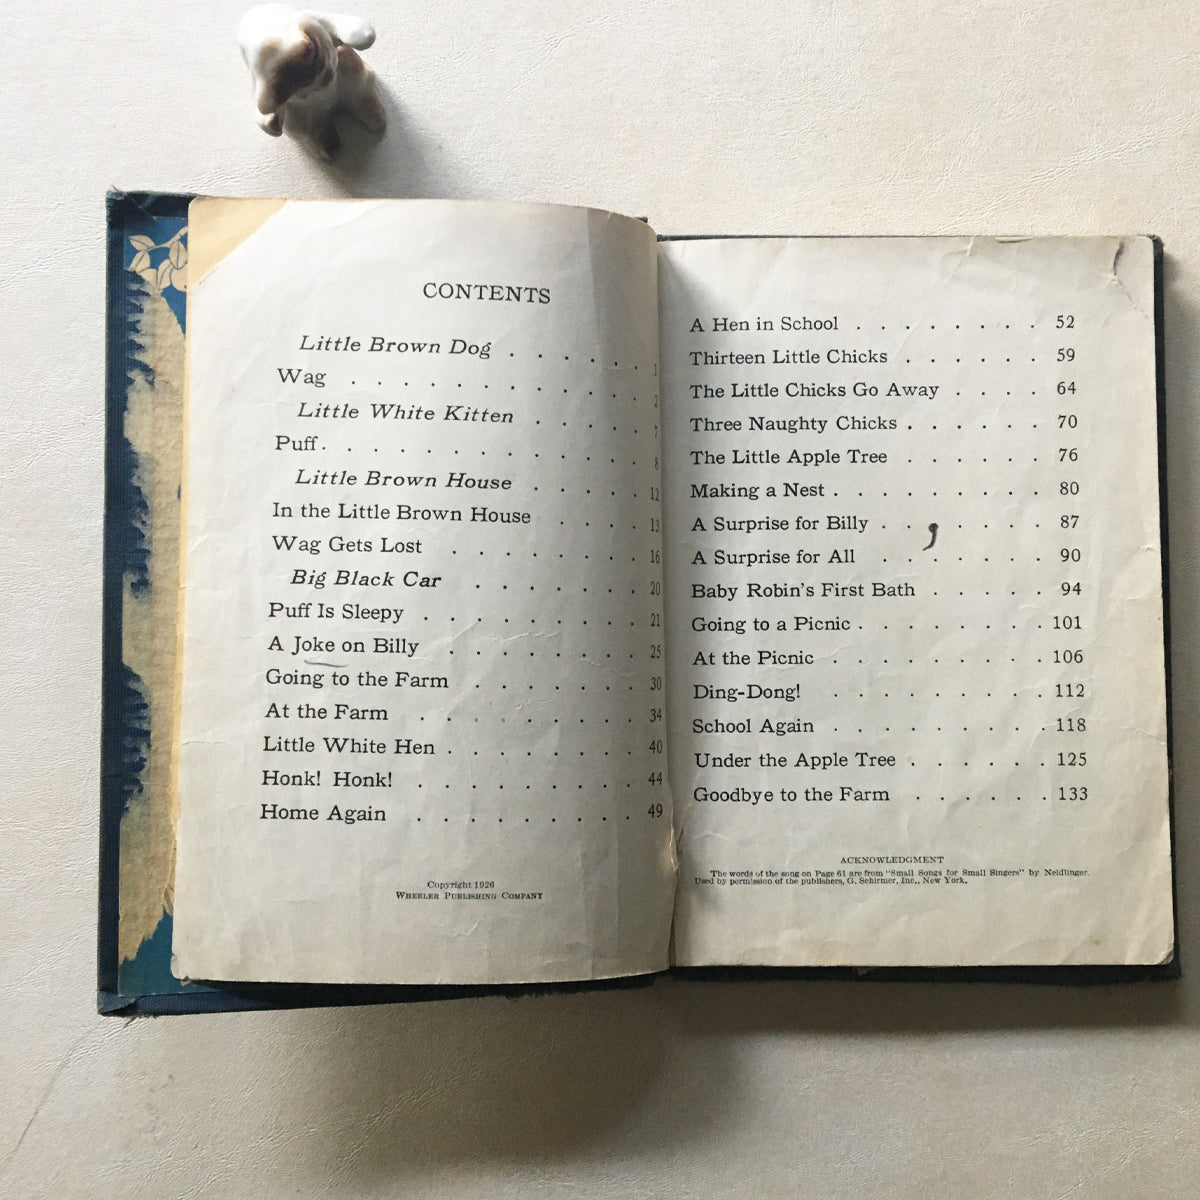 CONTENTS
Little Brown Dog . . . . . . 1
Wag . . . . . . . . . . . . 2
Little White Kitten . . . . . 7
Puff . . . . . . . . . . . . . 8
Little Brown House . . . . . 12
In the Little Brown House . . . . 13
Wag Gets Lost . . . . . . . 16
Big Black Car . . . . . . . 20
Puff Is Sleepy . . . . . . . . 21
A Joke on Billy . . . . . . . 25
Going to the Farm . . . . . . 30
At the Farm . . . . . . . . 34
Little White Hen . . . . . . . 40
Honk! Honk! . . . . . . . . 44
Home Again . . . . . . . . 49
Copyright 1926
WHEELER PUBLISHING COMPANY
A Hen in School . . . . . . . . 52
Thirteen Little Chicks . . . . . . 59
The Little Chicks Go Away . . . . 64
Three Naughty Chicks . . . . . . 70
The Little Apple Tree . . . . . . 76
Making a Nest . . . . . . . . . 80
A Surprise for Billy . . . . . . . 87
A Surprise for All . . . . . . . 90
Baby Robin's First Bath . . . . . 94
Going to a Picnic . . . . . . . . 101
At the Picnic . . . . . . . . . 106
Ding-Dong! . . . . . . . . . 112
School Again . . . . . . . . . 118
Under the Apple Tree . . . . . . 125
Goodbye to the Farm . . . . . . 133
ACKNOWLEDGMENT
The words of the song on Page 61 are from "Small Songs for Small Singers" by Neidlinger.
Used by permission of the publishers, G. Schirmer, Inc., New York.